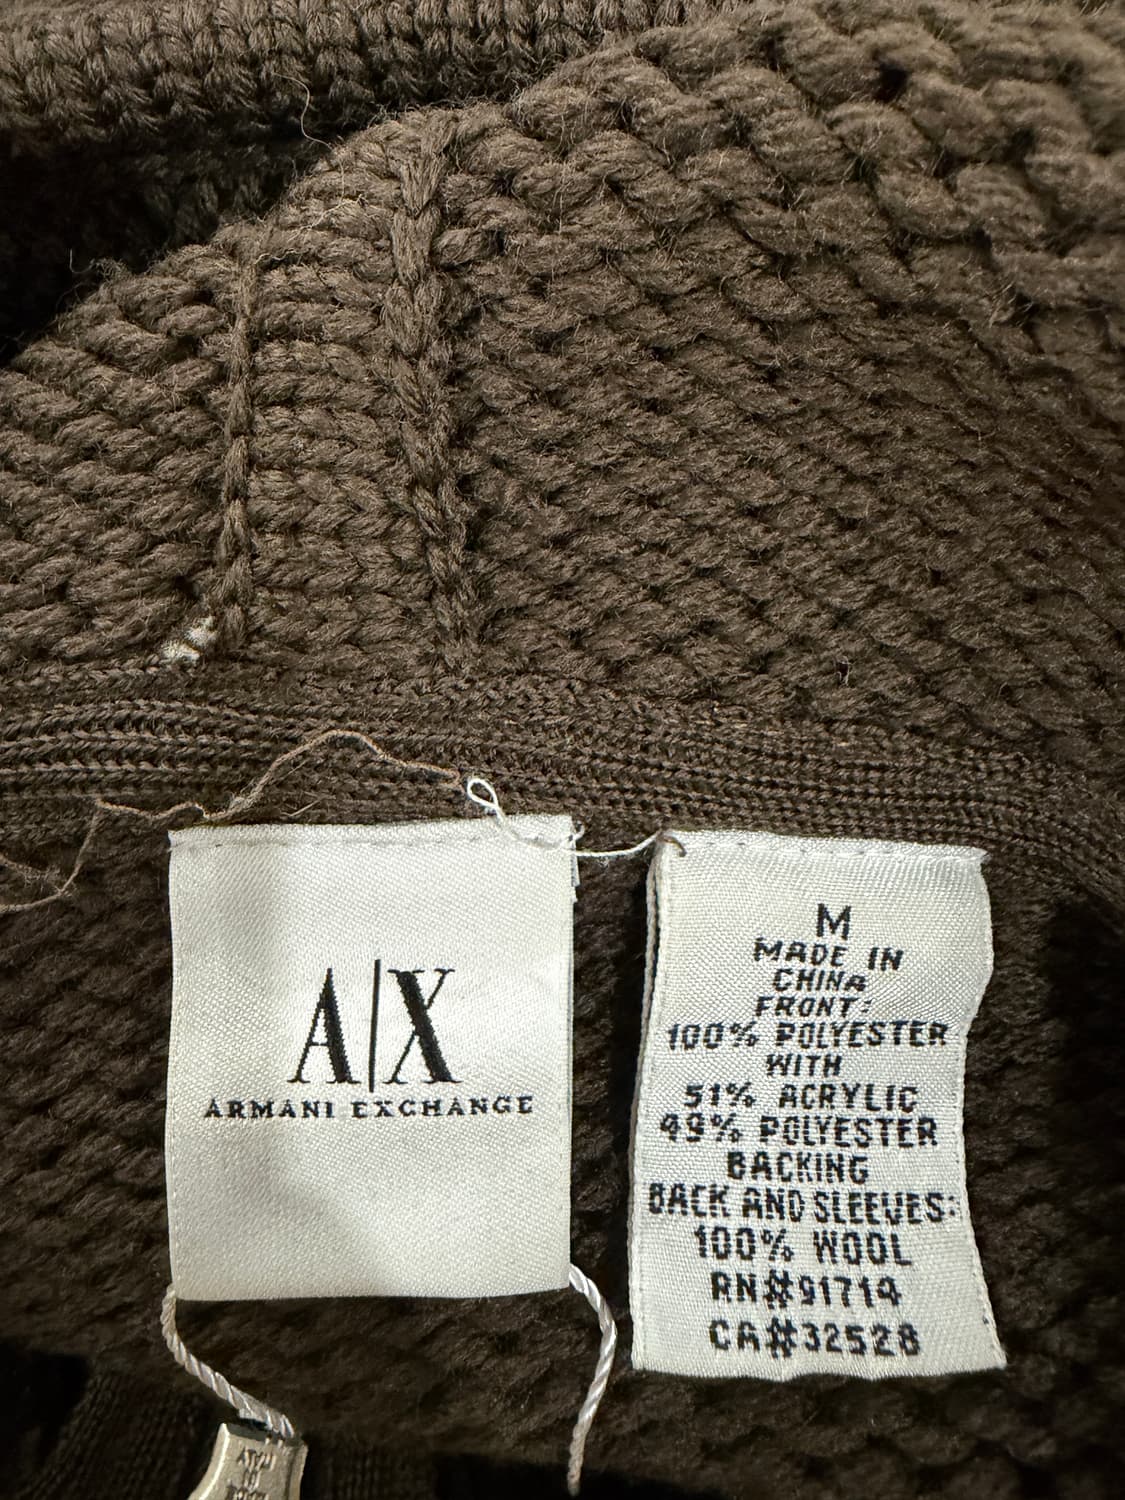 A|X
ARMANI EXCHANGE
M
MADE IN
CHINA
FRONT:
100% POLYESTER
WITH
51% ACRYLIC
49% POLYESTER
BACKING
BACK AND SLEEVES:
100% WOOL
RN#91714
CA#32528